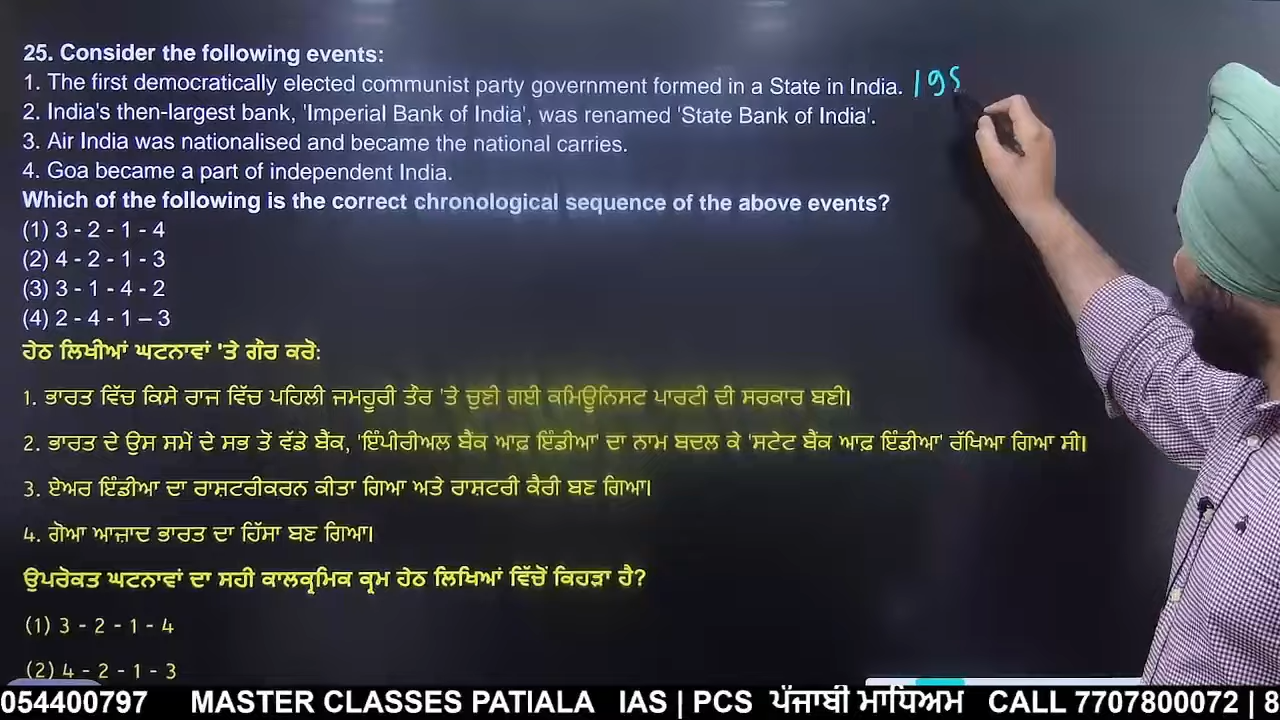 25. Consider the following events:
1. The first democratically elected communist party government formed in a State in India. 195
2. India's then-largest bank, 'Imperial Bank of India', was renamed 'State Bank of India'.
3. Air India was nationalised and became the national carries.
4. Goa became a part of independent India.
Which of the following is the correct chronological sequence of the above events?
(1) 3 - 2 - 1 - 4
(2) 4 - 2 - 1 - 3
(3) 3 - 1 - 4 - 2
(4) 2 - 4 - 1 – 3
ਹੇਠ ਲਿਖੀਆਂ ਘਟਨਾਵਾਂ 'ਤੇ ਗੌਰ ਕਰੋ:
1. ਭਾਰਤ ਵਿੱਚ ਕਿਸੇ ਰਾਜ ਵਿੱਚ ਪਹਿਲੀ ਜਮਹੂਰੀ ਤੌਰ 'ਤੇ ਚੁਣੀ ਗਈ ਕਮਿਊਨਿਸਟ ਪਾਰਟੀ ਦੀ ਸਰਕਾਰ ਬਣੀ।
2. ਭਾਰਤ ਦੇ ਉਸ ਸਮੇਂ ਦੇ ਸਭ ਤੋਂ ਵੱਡੇ ਬੈਂਕ, 'ਇੰਪੀਰੀਅਲ ਬੈਂਕ ਆਫ਼ ਇੰਡੀਆ' ਦਾ ਨਾਮ ਬਦਲ ਕੇ 'ਸਟੇਟ ਬੈਂਕ ਆਫ਼ ਇੰਡੀਆ' ਰੱਖਿਆ ਗਿਆ ਸੀ।
3. ਏਅਰ ਇੰਡੀਆ ਦਾ ਰਾਸ਼ਟਰੀਕਰਨ ਕੀਤਾ ਗਿਆ ਅਤੇ ਰਾਸ਼ਟਰੀ ਕੈਰੀ ਬਣ ਗਿਆ।
4. ਗੋਆ ਆਜ਼ਾਦ ਭਾਰਤ ਦਾ ਹਿੱਸਾ ਬਣ ਗਿਆ।
ਉਪਰੋਕਤ ਘਟਨਾਵਾਂ ਦਾ ਸਹੀ ਕਾਲਕ੍ਰਮਿਕ ਕ੍ਰਮ ਹੇਠ ਲਿਖਿਆਂ ਵਿੱਚੋਂ ਕਿਹੜਾ ਹੈ?
(1) 3 - 2 - 1 - 4
(2) 4 - 2 - 1 - 3
054400797 MASTER CLASSES PATIALA IAS | PCS ਪੰਜਾਬੀ ਮਾਧਿਅਮ CALL 7707800072 | 8